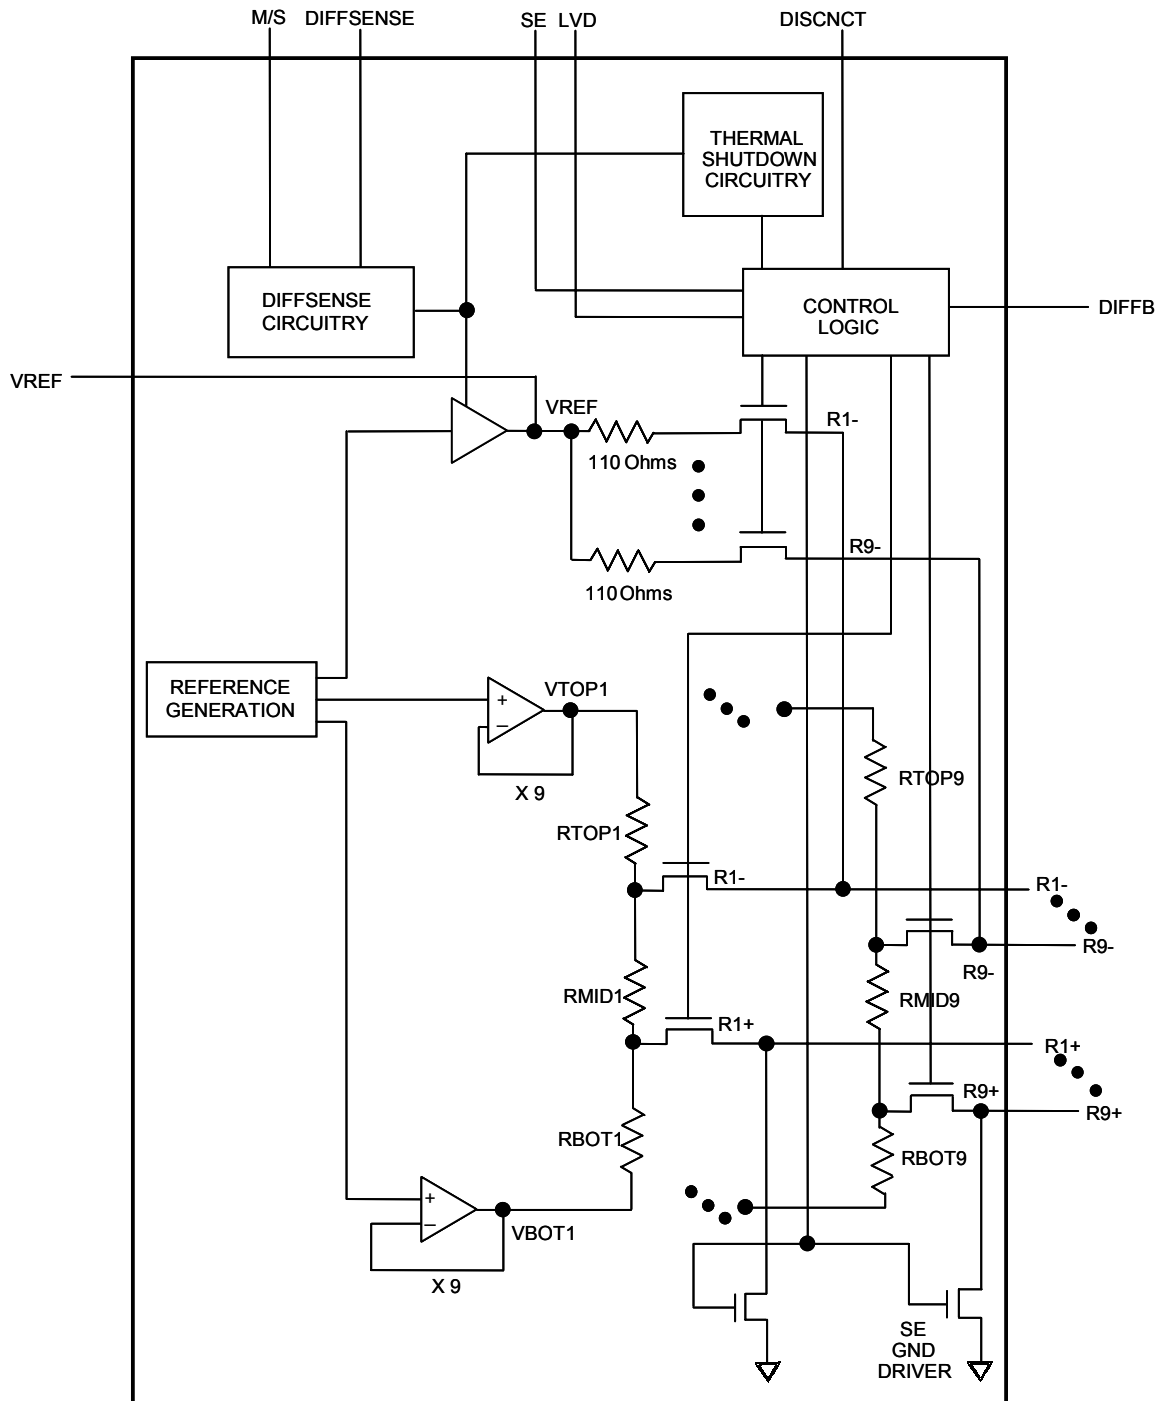 M/S DIFFSENSE SE LVD DISCNCT
THERMAL
SHUTDOWN
CIRCUITRY
DIFFSENSE
CIRCUITRY
CONTROL
LOGIC
DIFFB
VREF
VREF
R1-
110 Ohms
R9-
110 Ohms
REFERENCE
GENERATION
VTOP1
+
–
X 9
RTOP9
RTOP1
R1-
R1-
R9-
R9-
RMID1
RMID9
R1+
R1+
R9+
R9+
RBOT1
RBOT9
+
–
VBOT1
X 9
SE
GND
DRIVER